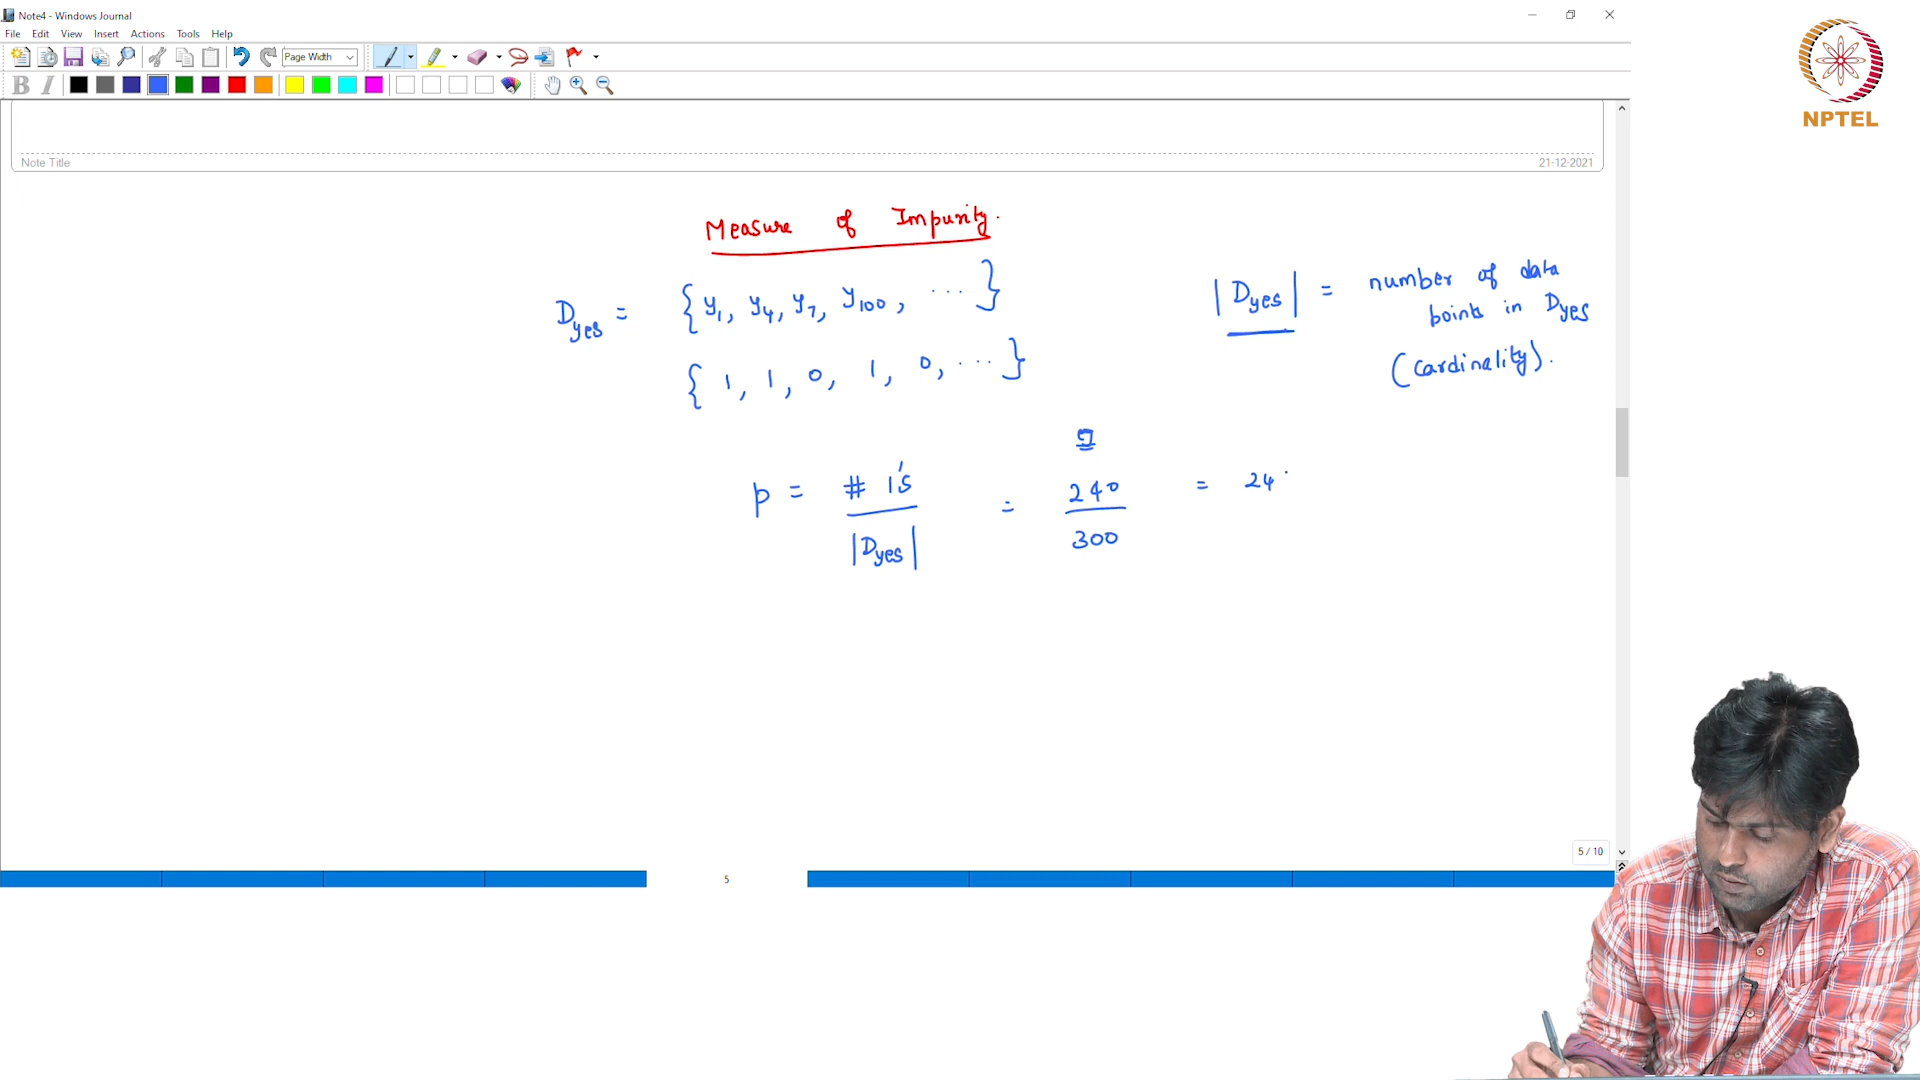 Note4 - Windows Journal
File Edit View Insert Actions Tools Help
Page Width
B I
NPTEL
Note Title 21-12-2021
Measure of Impurity.
Dyes = {y1, y4, y7, y100, ... }
{ 1, 1, 0, 1, 0, ... }
|Dyes| = number of data
points in Dyes
(cardinality).
p = # 1's / |Dyes| = 240 / 300 = 24
5 / 10
5